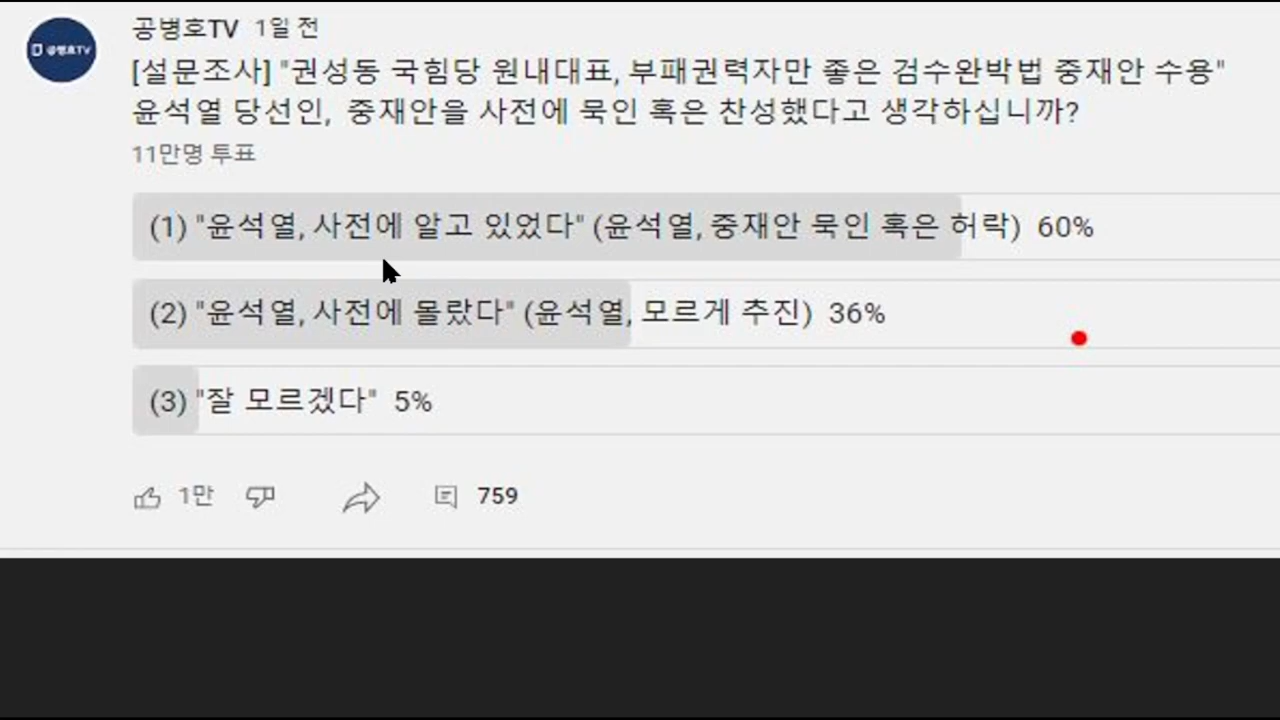 공병호TV
공병호TV 1일 전
[설문조사] "권성동 국힘당 원내대표, 부패권력자만 좋은 검수완박법 중재안 수용"
윤석열 당선인, 중재안을 사전에 묵인 혹은 찬성했다고 생각하십니까?
11만명 투표
(1) "윤석열, 사전에 알고 있었다" (윤석열, 중재안 묵인 혹은 허락) 60%
(2) "윤석열, 사전에 몰랐다" (윤석열, 모르게 추진) 36%
(3) "잘 모르겠다" 5%
1만 759